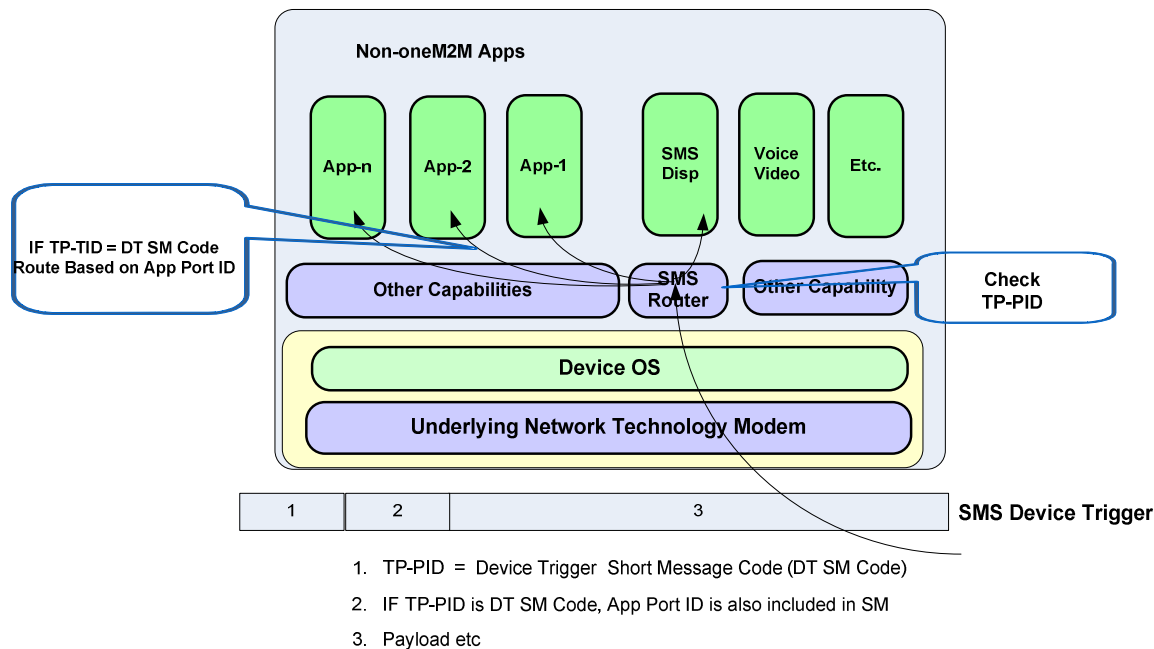 Non-oneM2M Apps
App-n
App-2
App-1
SMS
Disp
Voice
Video
Etc.
IF TP-TID = DT SM Code
Route Based on App Port ID
Other Capabilities
SMS
Router
Other Capability
Check
TP-PID
Device OS
Underlying Network Technology Modem
1
2
3
SMS Device Trigger
1. TP-PID = Device Trigger Short Message Code (DT SM Code)
2. IF TP-PID is DT SM Code, App Port ID is also included in SM
3. Payload etc